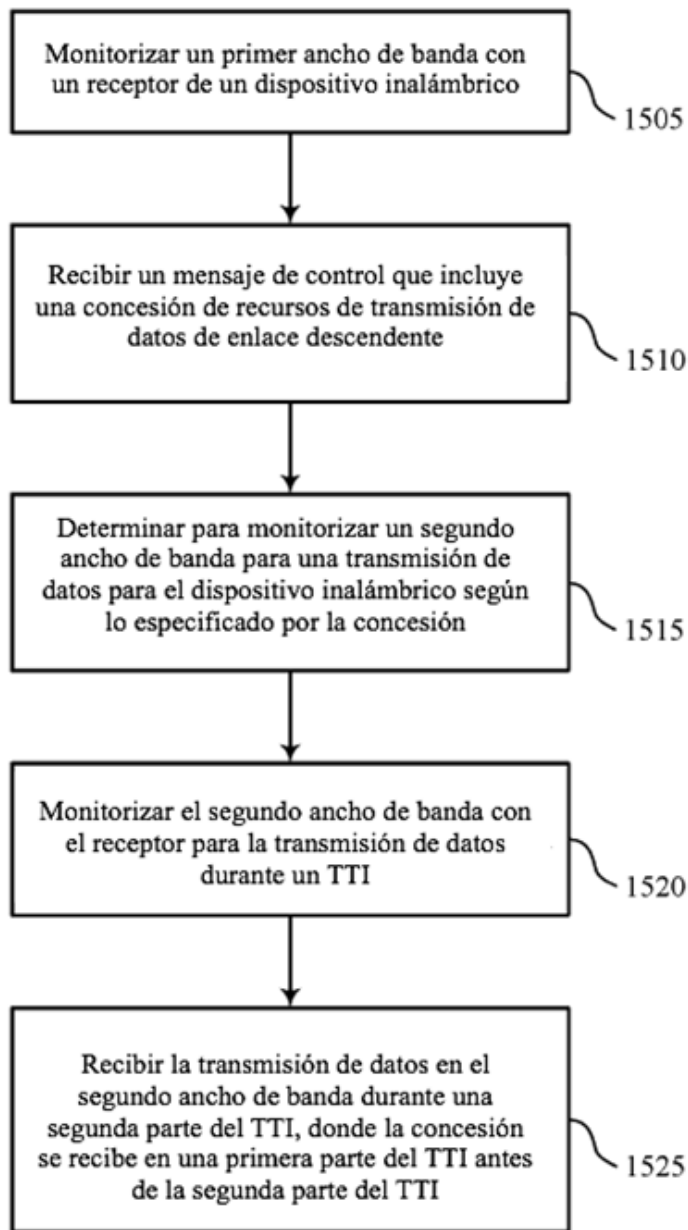 Monitorizar un primer ancho de banda con
un receptor de un dispositivo inalámbrico
1505
Recibir un mensaje de control que incluye
una concesión de recursos de transmisión de
datos de enlace descendente
1510
Determinar para monitorizar un segundo
ancho de banda para una transmisión de
datos para el dispositivo inalámbrico según
lo especificado por la concesión
1515
Monitorizar el segundo ancho de banda con
el receptor para la transmisión de datos
durante un TTI
1520
Recibir la transmisión de datos en el
segundo ancho de banda durante una
segunda parte del TTI, donde la concesión
se recibe en una primera parte del TTI antes
de la segunda parte del TTI
1525